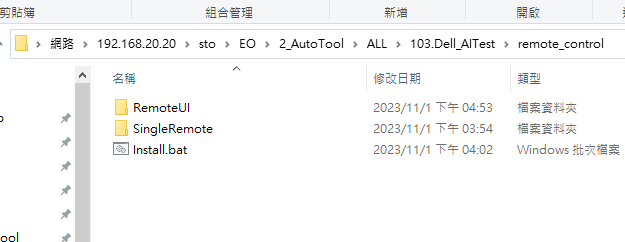 剪貼簿 組合管理 新增 開啟
網路 > 192.168.20.20 > sto > EO > 2_AutoTool > ALL > 103.Dell_AITest > remote_control
名稱 修改日期 類型
RemoteUI 2023/11/1 下午 04:53 檔案資料夾
SingleRemote 2023/11/1 下午 03:54 檔案資料夾
Install.bat 2023/11/1 下午 04:02 Windows 批次檔案
ool